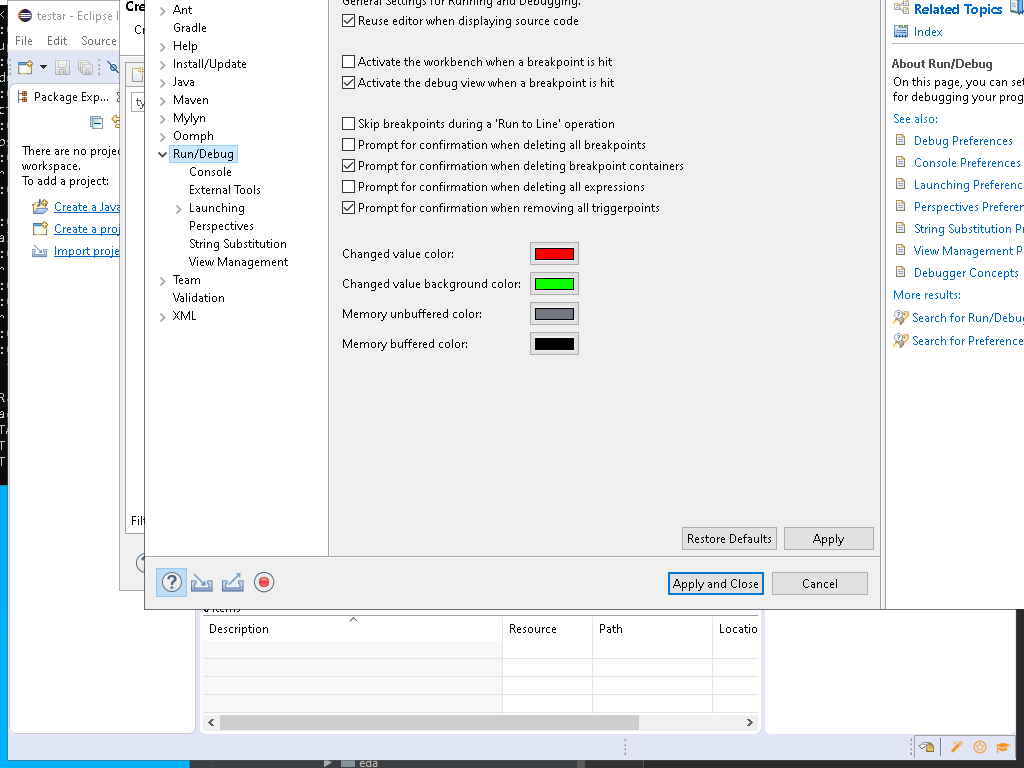 testar - Eclipse I
File Edit Source
Package Exp...
There are no proje
workspace.
To add a project:
Create a Java
Create a proj
Import proje
Cre
Cr
ty
Filt
Ant
Gradle
Help
Install/Update
Java
Maven
Mylyn
Oomph
Run/Debug
Console
External Tools
Launching
Perspectives
String Substitution
View Management
Team
Validation
XML
General Settings for Running and Debugging.
Reuse editor when displaying source code
Activate the workbench when a breakpoint is hit
Activate the debug view when a breakpoint is hit
Skip breakpoints during a 'Run to Line' operation
Prompt for confirmation when deleting all breakpoints
Prompt for confirmation when deleting breakpoint containers
Prompt for confirmation when deleting all expressions
Prompt for confirmation when removing all triggerpoints
Changed value color:
Changed value background color:
Memory unbuffered color:
Memory buffered color:
Restore Defaults Apply
Apply and Close Cancel
Related Topics
Index
About Run/Debug
On this page, you can set
for debugging your prog
See also:
Debug Preferences
Console Preferences
Launching Preferenc
Perspectives Preferen
String Substitution Pr
View Management P
Debugger Concepts
More results:
Search for Run/Debug
Search for Preference
Description Resource Path Locatio
eda